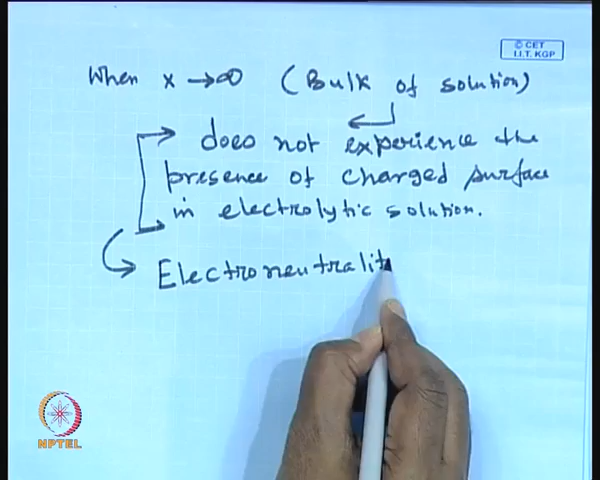 © CET
I.I.T. KGP
When x → ∞ (Bulk of solution)
does not experience the
presence of charged surface
in electrolytic solution.
Electroneutralit
NPTEL